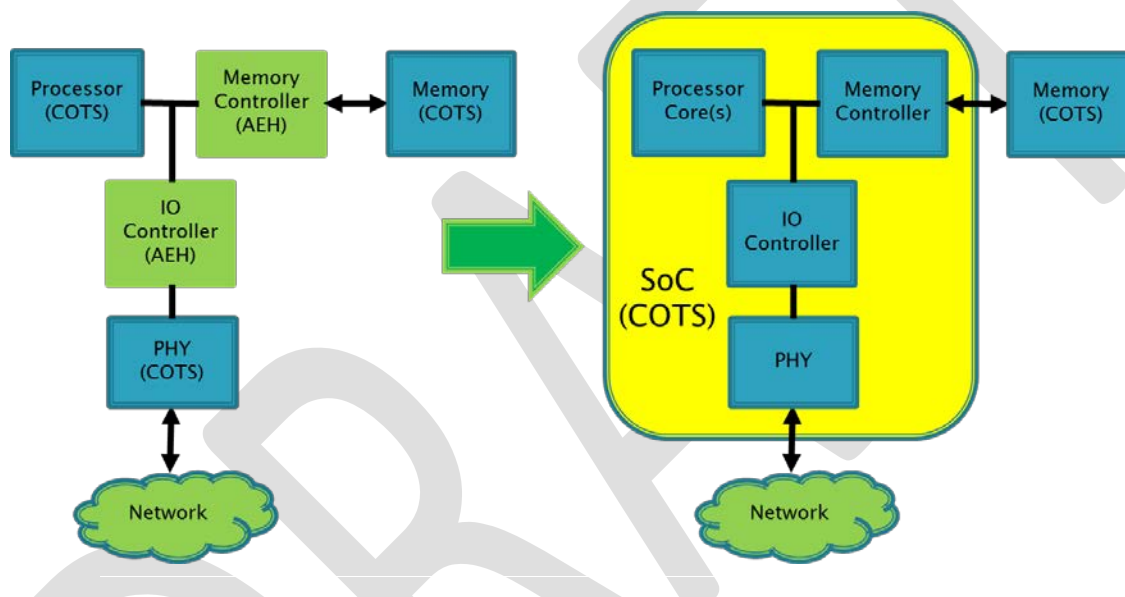 Processor
(COTS)
Memory
Controller
(AEH)
Memory
(COTS)
IO
Controller
(AEH)
PHY
(COTS)
Network
Processor
Core(s)
Memory
Controller
Memory
(COTS)
IO
Controller
SoC
(COTS)
PHY
Network